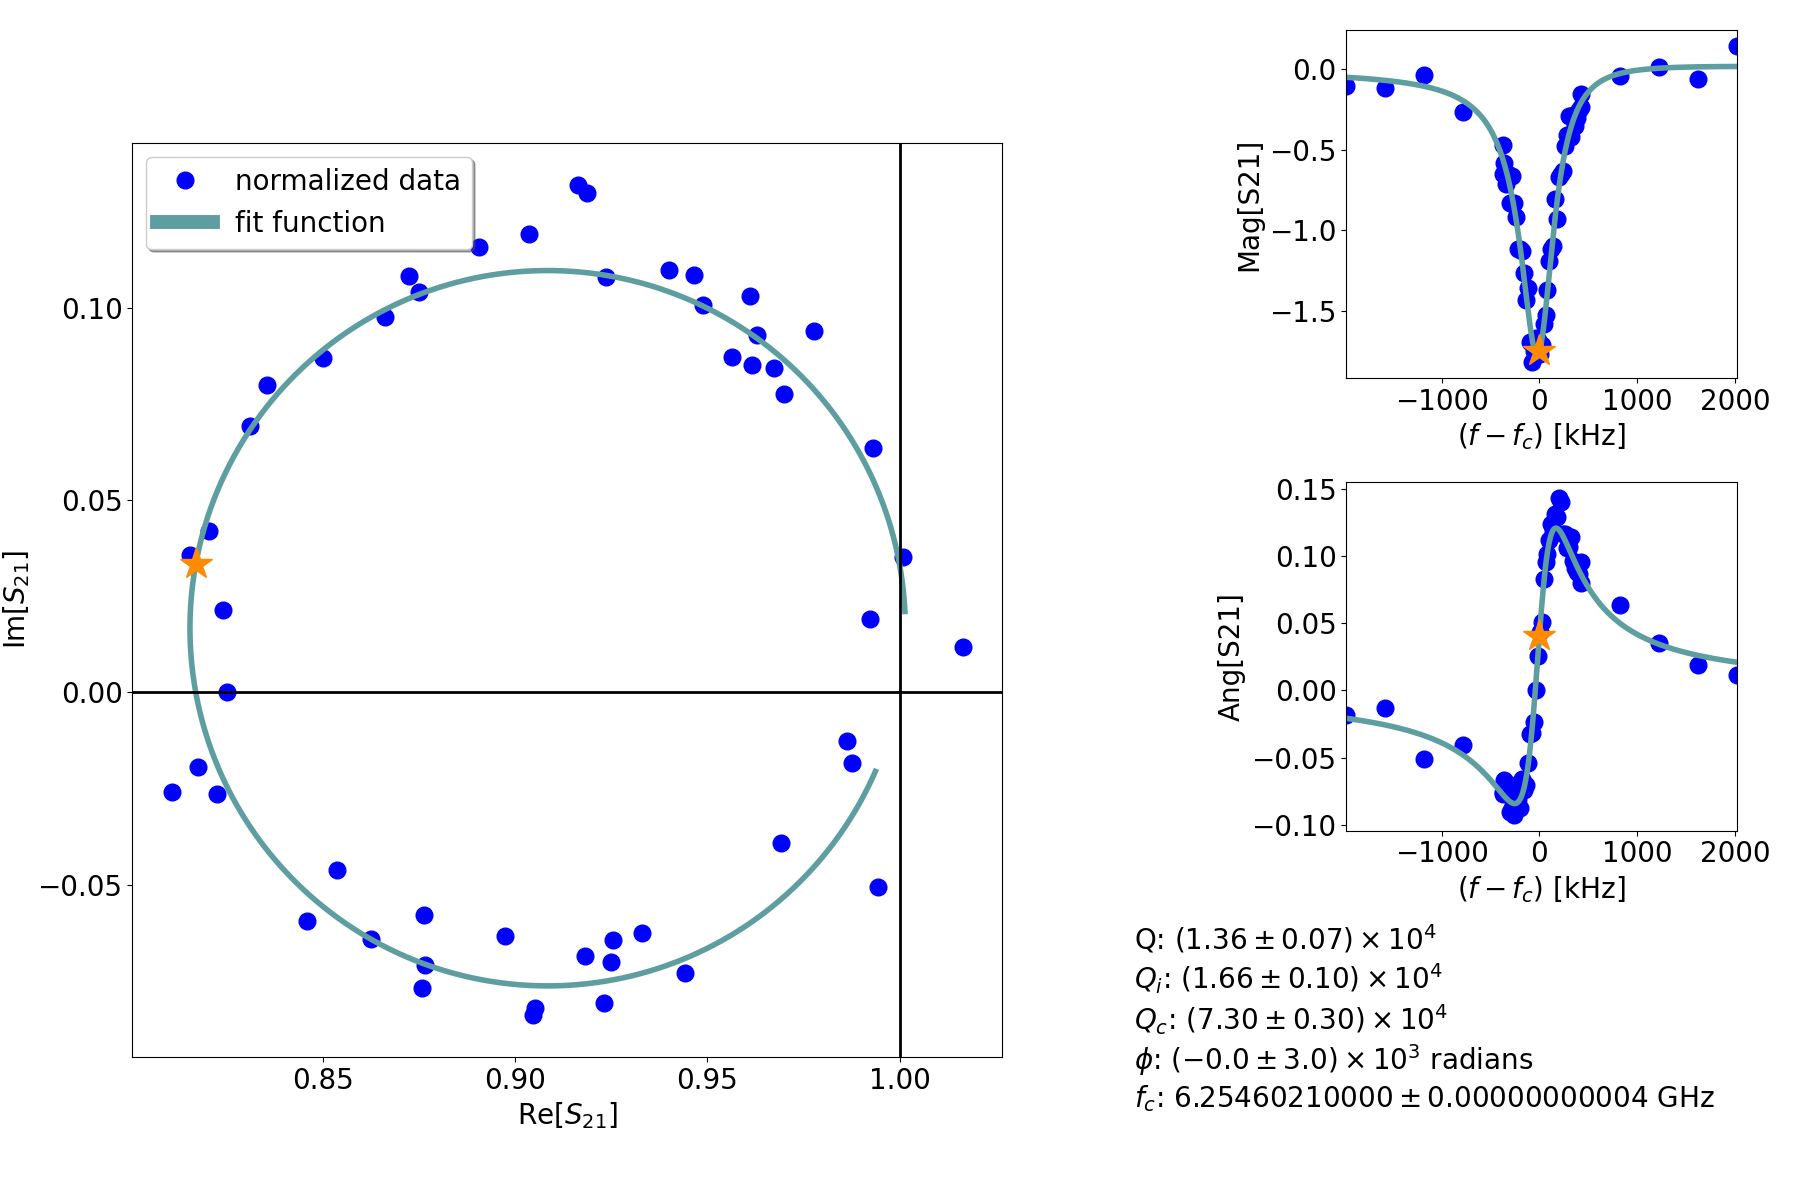 normalized data
fit function
0.10
0.05
0.00
−0.05
Im[S21]
0.85
0.90
0.95
1.00
Re[S21]
0.0
−0.5
−1.0
−1.5
Mag[S21]
−1000
0
1000
2000
(f − fc) [kHz]
0.15
0.10
0.05
0.00
−0.05
−0.10
Ang[S21]
−1000
0
1000
2000
(f − fc) [kHz]
Q: (1.36 ± 0.07) × 10^4
Qi: (1.66 ± 0.10) × 10^4
Qc: (7.30 ± 0.30) × 10^4
ϕ: (−0.0 ± 3.0) × 10^3 radians
fc: 6.25460210000 ± 0.00000000004 GHz